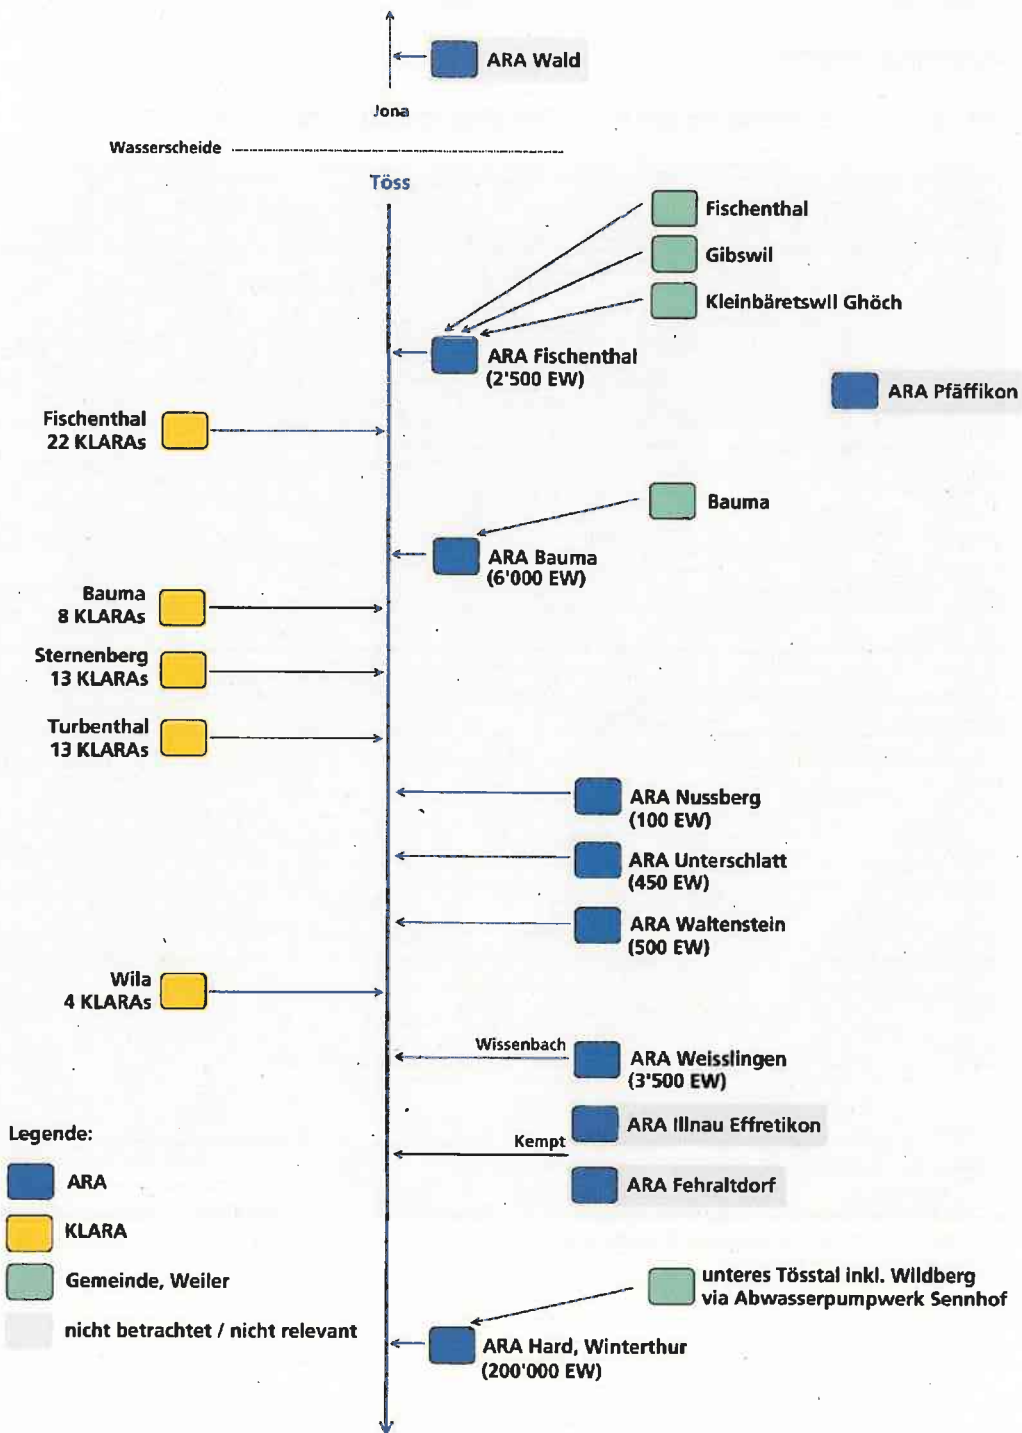 ARA Wald
Jona
Wasserscheide
Töss
Fischenthal
Gibswil
Kleinbäretswil Ghöch
ARA Fischenthal
(2'500 EW)
ARA Pfäffikon
Fischenthal
22 KLARAs
Bauma
ARA Bauma
(6'000 EW)
Bauma
8 KLARAs
Sternenberg
13 KLARAs
Turbenthal
13 KLARAs
ARA Nussberg
(100 EW)
ARA Unterschlatt
(450 EW)
ARA Waltenstein
(500 EW)
Wila
4 KLARAs
Wissenbach
ARA Weisslingen
(3'500 EW)
ARA Illnau Effretikon
Kempt
ARA Fehraltdorf
Legende:
ARA
KLARA
Gemeinde, Weiler
nicht betrachtet / nicht relevant
unteres Tösstal inkl. Wildberg
via Abwasserpumpwerk Sennhof
ARA Hard, Winterthur
(200'000 EW)